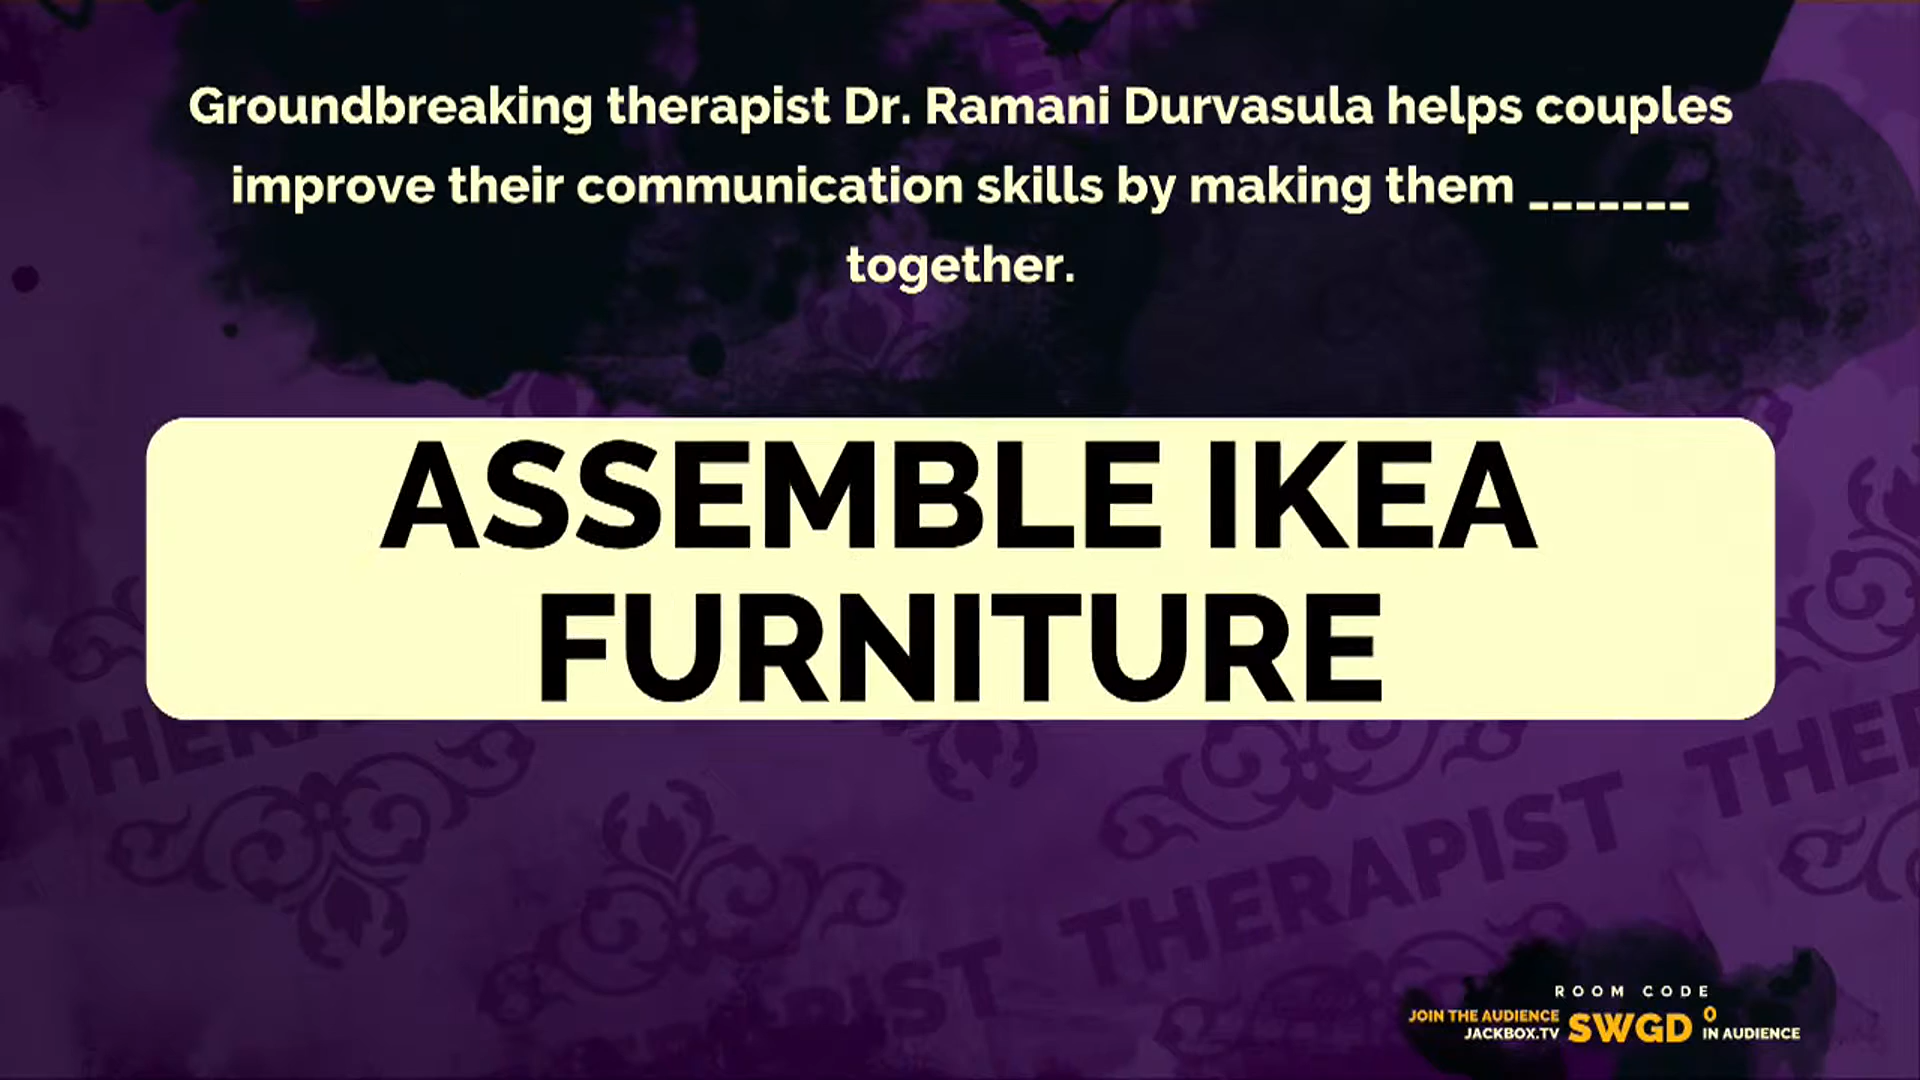 Groundbreaking therapist Dr. Ramani Durvasula helps couples
improve their communication skills by making them _______
together.
ASSEMBLE IKEA
FURNITURE
THERAPIST
THERAPIST
ROOM CODE
JOIN THE AUDIENCE
JACKBOX.TV
SWGD
0
IN AUDIENCE